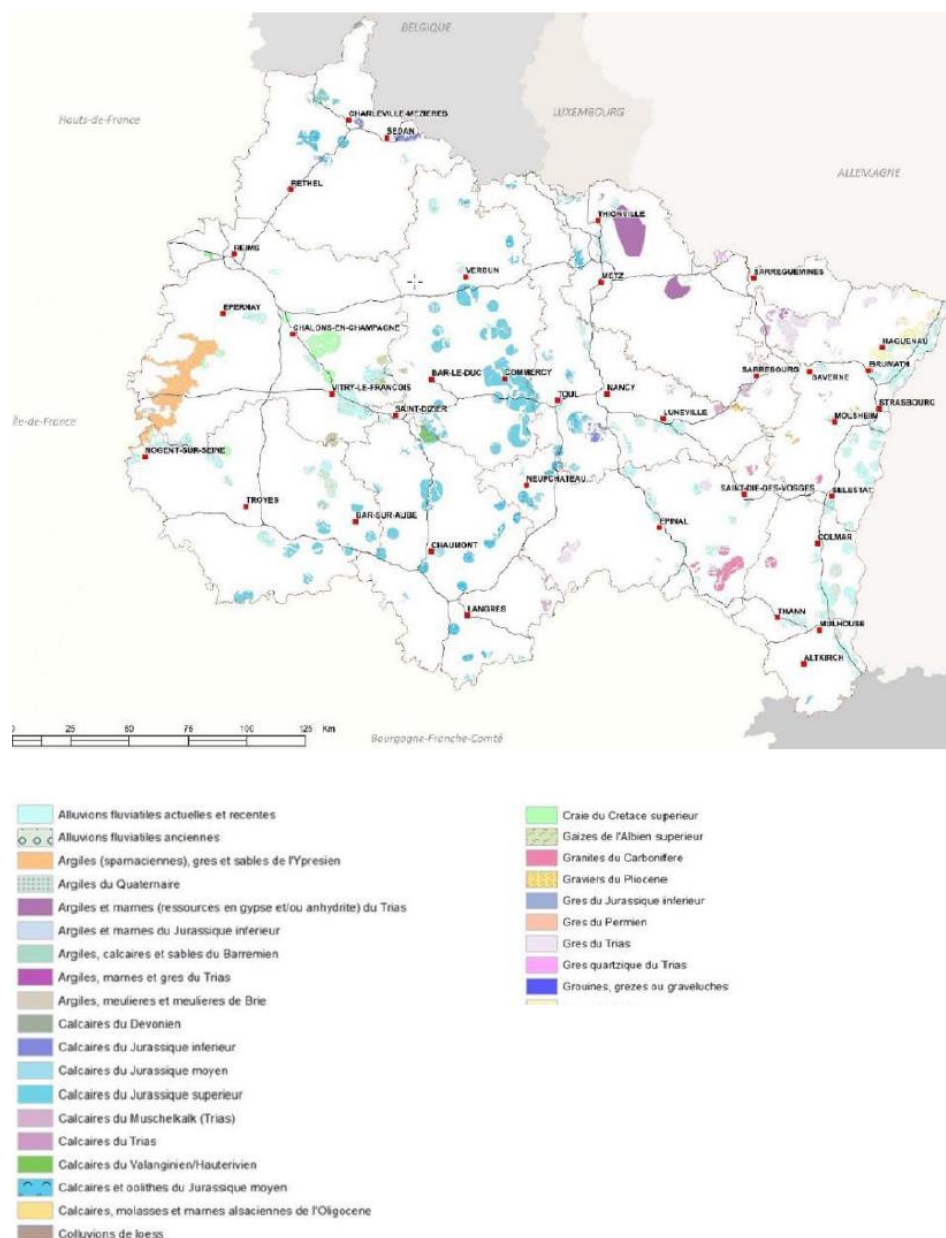 BELGIQUE
Hauts-de-France
LUXEMBOURG
CHARLEVILLE-MEZIERES
SEDAN
ALLEMAGNE
RETHEL
THIONVILLE
REIMS
VERDUN
METZ
SARREGUEMINES
EPERNAY
CHALONS-EN-CHAMPAGNE
HAGUENAU
BAR-LE-DUC
COMMERCY
SARREBOURG
SAVERNE
BRUMATH
VITRY-LE-FRANCOIS
TOUL
NANCY
SAINT-DIZIER
LUNEVILLE
MOLSHEIM
STRASBOURG
Île-de-France
NOGENT-SUR-SEINE
NEUFCHATEAU
SAINT-DIE-DES-VOSGES
SELESTAT
TROYES
BAR-SUR-AUBE
EPINAL
CHAUMONT
COLMAR
LANGRES
THANN
MULHOUSE
ALTKIRCH
0 25 50 75 100 125 Km
Bourgogne-Franche-Comté
Alluvions fluviatiles actuelles et recentes
Alluvions fluviatiles anciennes
Argiles (sparnaciennes), gres et sables de l'Ypresien
Argiles du Quaternaire
Argiles et marnes (ressources en gypse et/ou anhydrite) du Trias
Argiles et marnes du Jurassique inferieur
Argiles, calcaires et sables du Barremien
Argiles, marnes et gres du Trias
Argiles, meulieres et meulieres de Brie
Calcaires du Devonien
Calcaires du Jurassique inferieur
Calcaires du Jurassique moyen
Calcaires du Jurassique superieur
Calcaires du Muschelkalk (Trias)
Calcaires du Trias
Calcaires du Valanginien/Hauterivien
Calcaires et oolithes du Jurassique moyen
Calcaires, molasses et marnes alsaciennes de l'Oligocene
Colluvions de loess
Craie du Cretace superieur
Gaizes de l'Albien superieur
Granites du Carbonifere
Graviers du Pliocene
Gres du Jurassique inferieur
Gres du Permien
Gres du Trias
Gres quartzique du Trias
Grouines, grezes ou graveluches